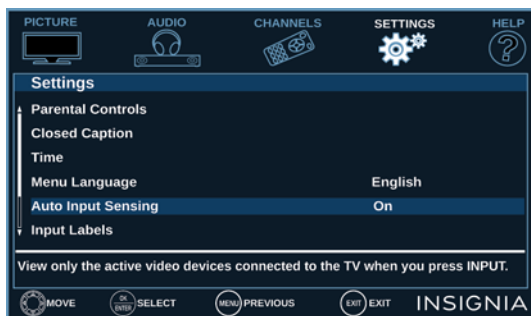 PICTURE AUDIO CHANNELS SETTINGS HELP
Settings
Parental Controls
Closed Caption
Time
Menu Language English
Auto Input Sensing On
Input Labels
View only the active video devices connected to the TV when you press INPUT.
MOVE OK ENTER SELECT MENU PREVIOUS EXIT EXIT INSIGNIA